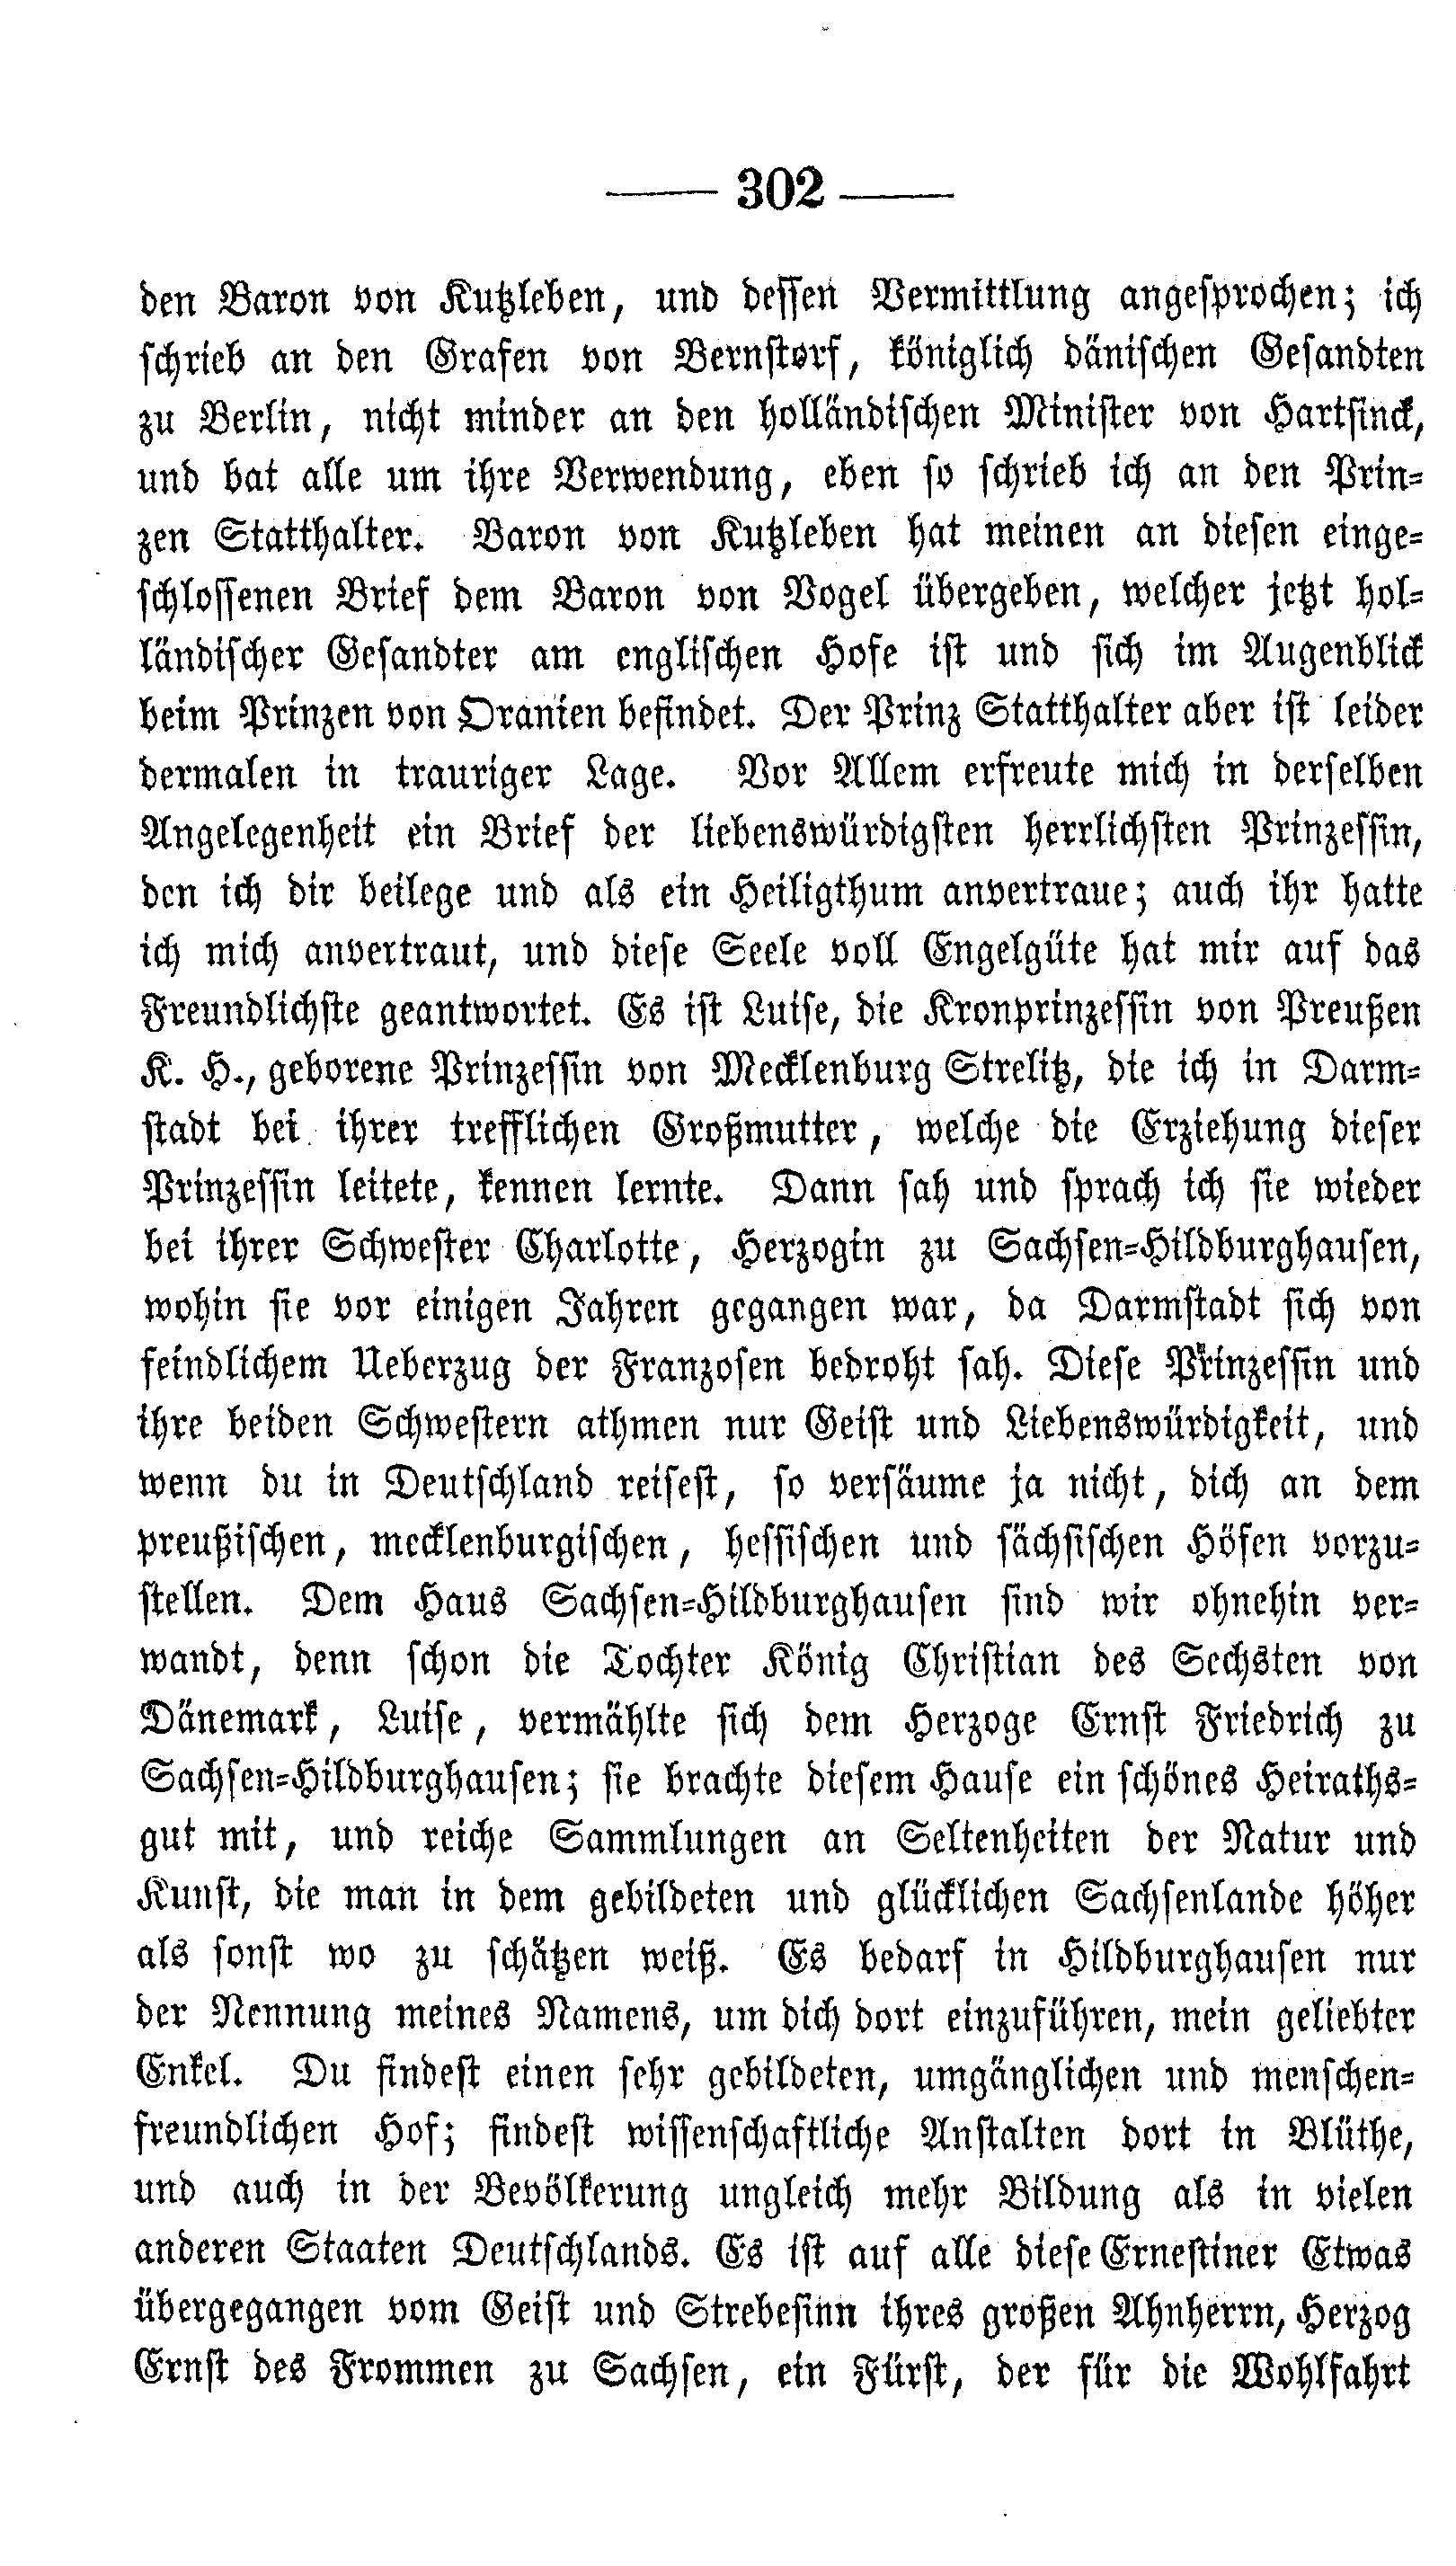 — 302 —
den Baron von Kutzleben, und dessen Vermittlung angesprochen; ich
schrieb an den Grafen von Bernstorf, königlich dänischen Gesandten
zu Berlin, nicht minder an den holländischen Minister von Hartsinck,
und bat alle um ihre Verwendung, eben so schrieb ich an den Prin-
zen Statthalter. Baron von Kutzleben hat meinen an diesen einge-
schlossenen Brief dem Baron von Vogel übergeben, welcher jetzt hol-
ländischer Gesandter am englischen Hofe ist und sich im Augenblick
beim Prinzen von Oranien befindet. Der Prinz Statthalter aber ist leider
dermalen in trauriger Lage. Vor Allem erfreute mich in derselben
Angelegenheit ein Brief der liebenswürdigsten herrlichsten Prinzessin,
den ich dir beilege und als ein Heiligthum anvertraue; auch ihr hatte
ich mich anvertraut, und diese Seele voll Engelgüte hat mir auf das
Freundlichste geantwortet. Es ist Luise, die Kronprinzessin von Preußen
K. H., geborene Prinzessin von Mecklenburg Strelitz, die ich in Darm-
stadt bei ihrer trefflichen Großmutter, welche die Erziehung dieser
Prinzessin leitete, kennen lernte. Dann sah und sprach ich sie wieder
bei ihrer Schwester Charlotte, Herzogin zu Sachsen-Hildburghausen,
wohin sie vor einigen Jahren gegangen war, da Darmstadt sich von
feindlichem Ueberzug der Franzosen bedroht sah. Diese Prinzessin und
ihre beiden Schwestern athmen nur Geist und Liebenswürdigkeit, und
wenn du in Deutschland reisest, so versäume ja nicht, dich an dem
preußischen, mecklenburgischen, hessischen und sächsischen Höfen vorzu-
stellen. Dem Haus Sachsen-Hildburghausen sind wir ohnehin ver-
wandt, denn schon die Tochter König Christian des Sechsten von
Dänemark, Luise, vermählte sich dem Herzoge Ernst Friedrich zu
Sachsen-Hildburghausen; sie brachte diesem Hause ein schönes Heiraths-
gut mit, und reiche Sammlungen an Seltenheiten der Natur und
Kunst, die man in dem gebildeten und glücklichen Sachsenlande höher
als sonst wo zu schätzen weiß. Es bedarf in Hildburghausen nur
der Nennung meines Namens, um dich dort einzuführen, mein geliebter
Enkel. Du findest einen sehr gebildeten, umgänglichen und menschen-
freundlichen Hof; findest wissenschaftliche Anstalten dort in Blüthe,
und auch in der Bevölkerung ungleich mehr Bildung als in vielen
anderen Staaten Deutschlands. Es ist auf alle diese Ernestiner Etwas
übergegangen vom Geist und Strebesinn ihres großen Ahnherrn, Herzog
Ernst des Frommen zu Sachsen, ein Fürst, der für die Wohlfahrt